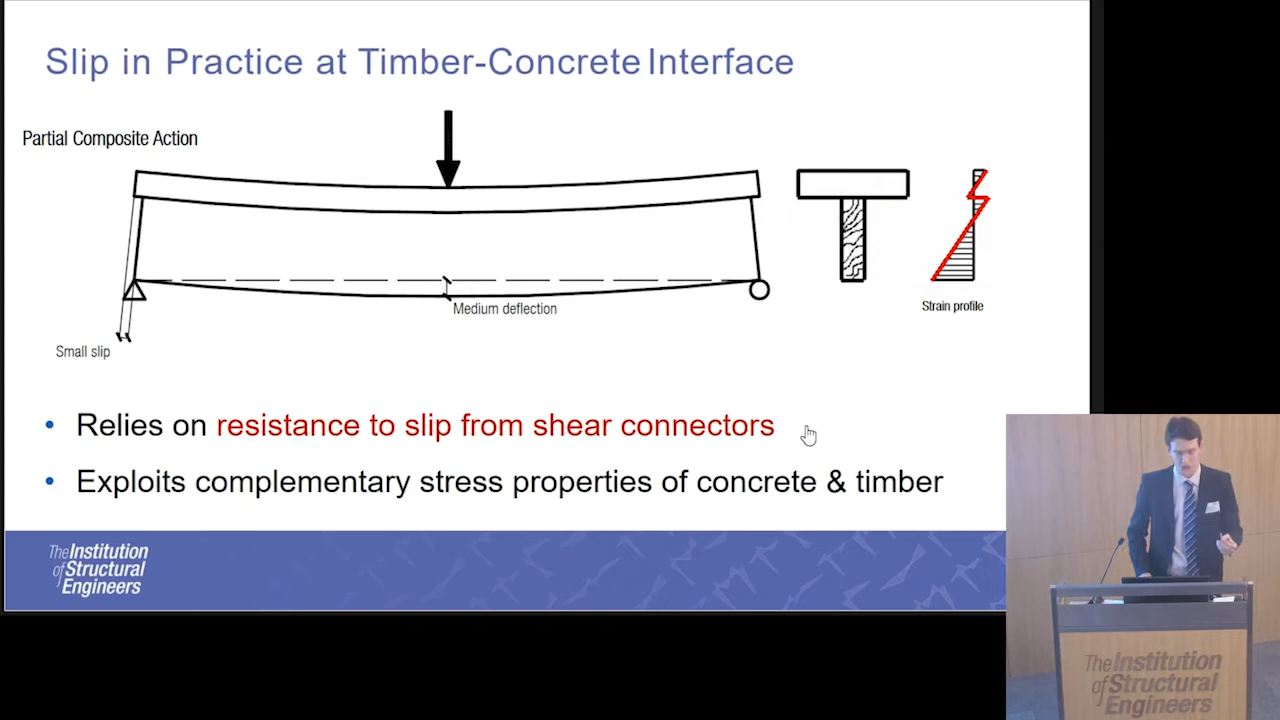 Slip in Practice at Timber-Concrete Interface
Partial Composite Action
Medium deflection
Strain profile
Small slip
• Relies on resistance to slip from shear connectors
• Exploits complementary stress properties of concrete & timber
The Institution
of Structural
Engineers
The Institution
of Structural
Engineers